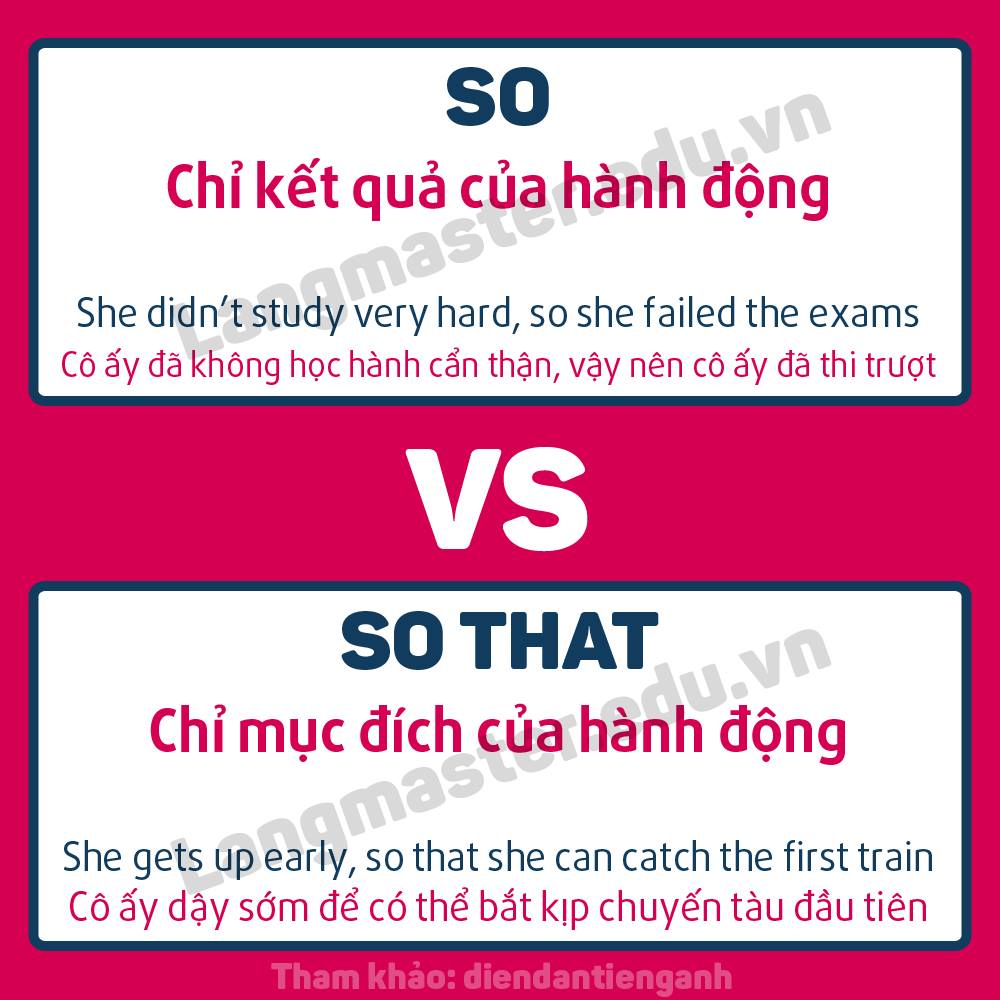 SO
Chỉ kết quả của hành động
She didn't study very hard, so she failed the exams
Cô ấy đã không học hành cẩn thận, vậy nên cô ấy đã thi trượt
Langmaster.edu.vn
VS
SO THAT
Chỉ mục đích của hành động
She gets up early, so that she can catch the first train
Cô ấy dậy sớm để có thể bắt kịp chuyến tàu đầu tiên
Langmaster.edu.vn
Tham khảo: diendantienganh